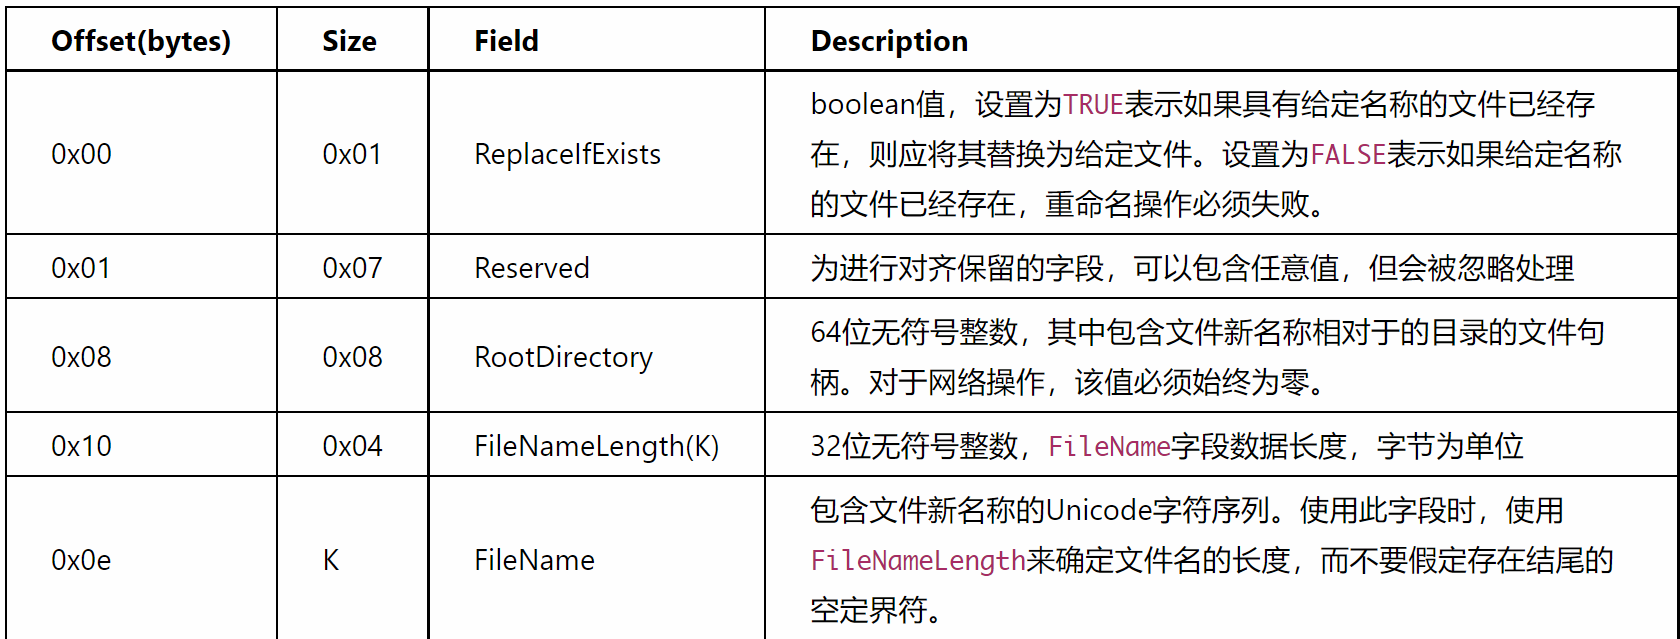 Offset(bytes) Size Field Description
boolean值，设置为TRUE表示如果具有给定名称的文件已经存
0x00 0x01 ReplaceIfExists 在，则应将其替换为给定文件。设置为FALSE表示如果给定名称
的文件已经存在，重命名操作必须失败。
0x01 0x07 Reserved 为进行对齐保留的字段，可以包含任意值，但会被忽略处理
64位无符号整数，其中包含文件新名称相对于的目录的文件句
0x08 0x08 RootDirectory
柄。对于网络操作，该值必须始终为零。
0x10 0x04 FileNameLength(K) 32位无符号整数，FileName字段数据长度，字节为单位
包含文件新名称的Unicode字符序列。使用此字段时，使用
0x0e K FileName FileNameLength来确定文件名的长度，而不要假定存在结尾的
空定界符。